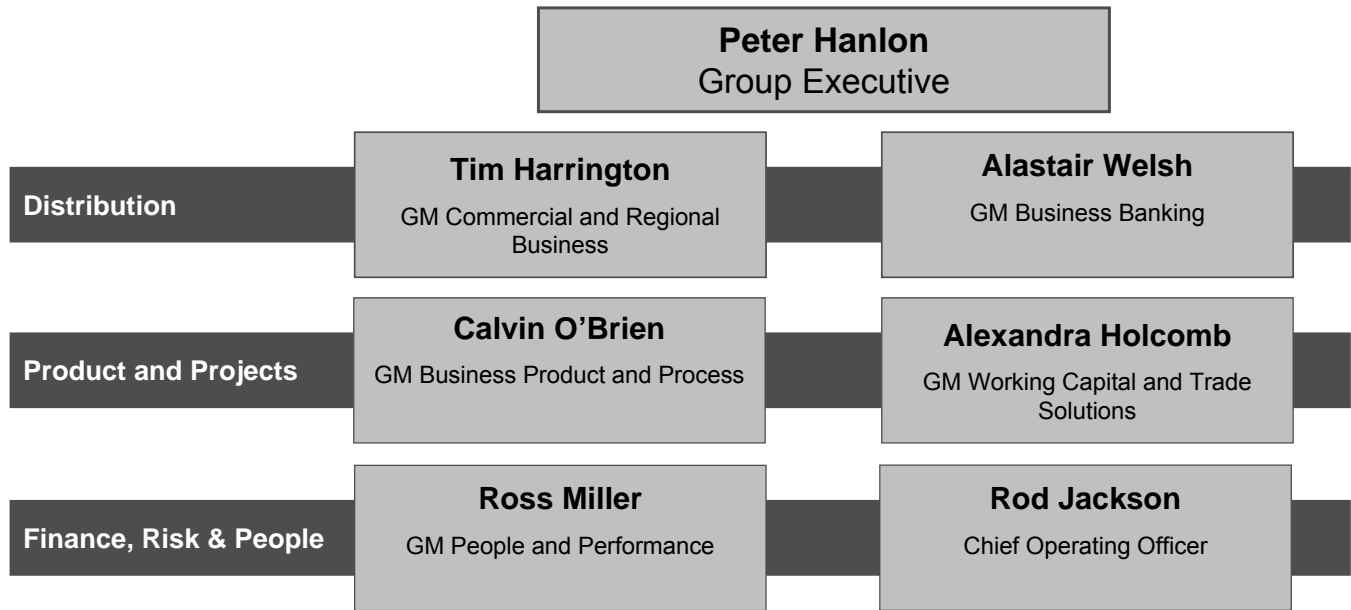 Peter Hanlon
Group Executive
Distribution
Tim Harrington
GM Commercial and Regional
Business
Alastair Welsh
GM Business Banking
Product and Projects
Calvin O’Brien
GM Business Product and Process
Alexandra Holcomb
GM Working Capital and Trade
Solutions
Finance, Risk & People
Ross Miller
GM People and Performance
Rod Jackson
Chief Operating Officer